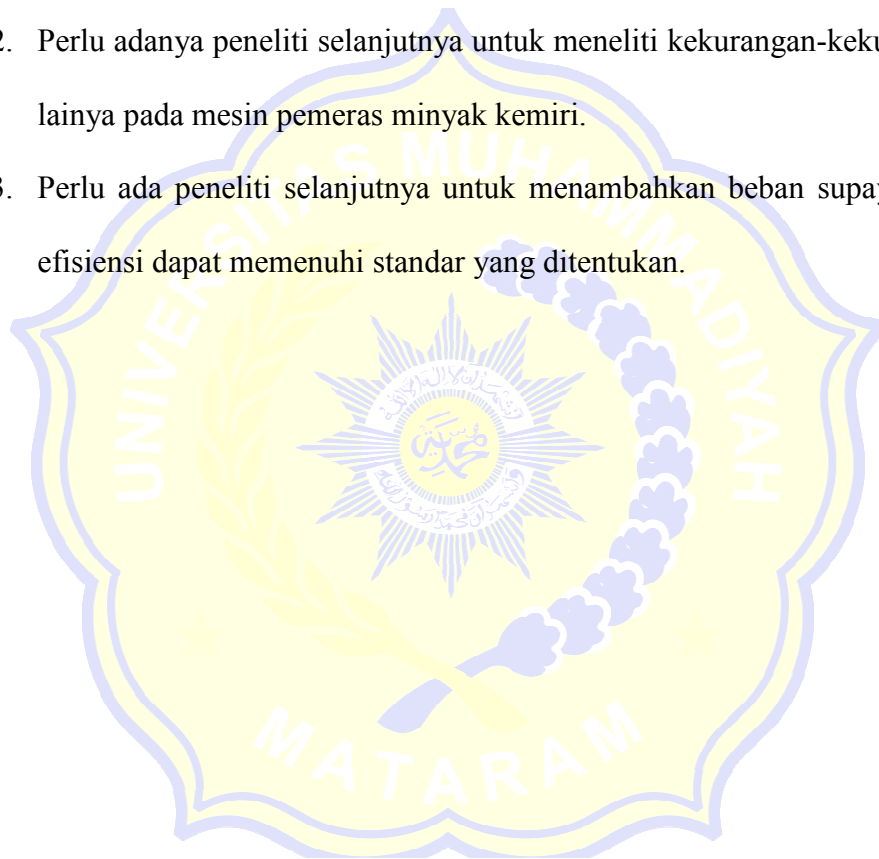 2. Perlu adanya peneliti selanjutnya untuk meneliti kekurangan-keku
lainya pada mesin pemeras minyak kemiri.
3. Perlu ada peneliti selanjutnya untuk menambahkan beban supay
efisiensi dapat memenuhi standar yang ditentukan.
UNIVERSITAS MUHAMMADIYAH
MATARAM